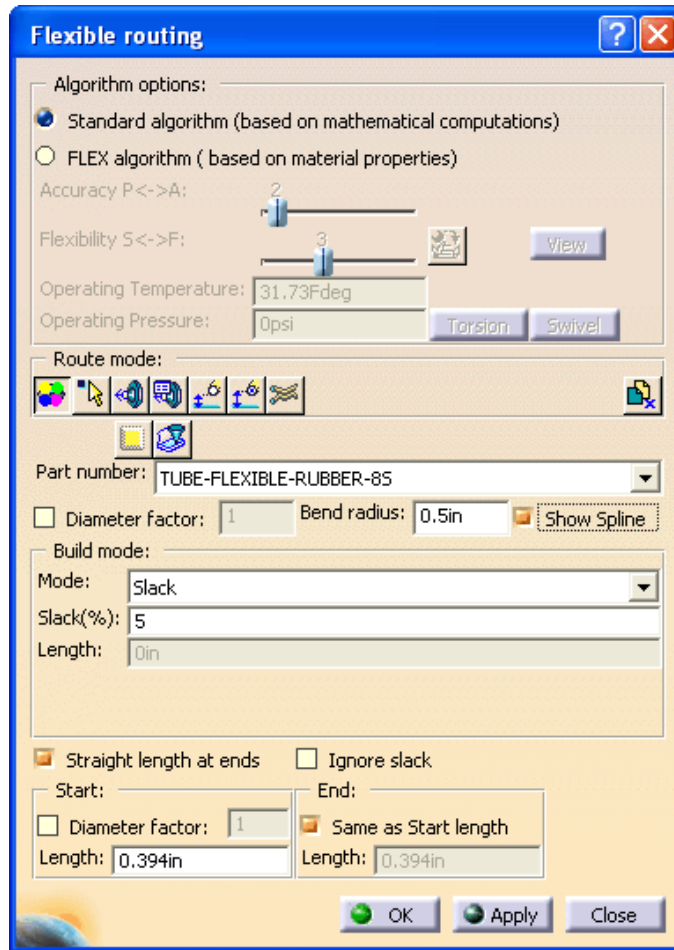 Flexible routing
Algorithm options:
Standard algorithm (based on mathematical computations)
FLEX algorithm ( based on material properties)
Accuracy P<->A: 2
Flexibility S<->F: 3 View
Operating Temperature: 31.73Fdeg
Operating Pressure: 0psi Torsion Swivel
Route mode:
Part number: TUBE-FLEXIBLE-RUBBER-8S
Diameter factor: 1 Bend radius: 0.5in Show Spline
Build mode:
Mode: Slack
Slack(%): 5
Length: 0in
Straight length at ends Ignore slack
Start: End:
Diameter factor: 1 Same as Start length
Length: 0.394in Length: 0.394in
OK Apply Close